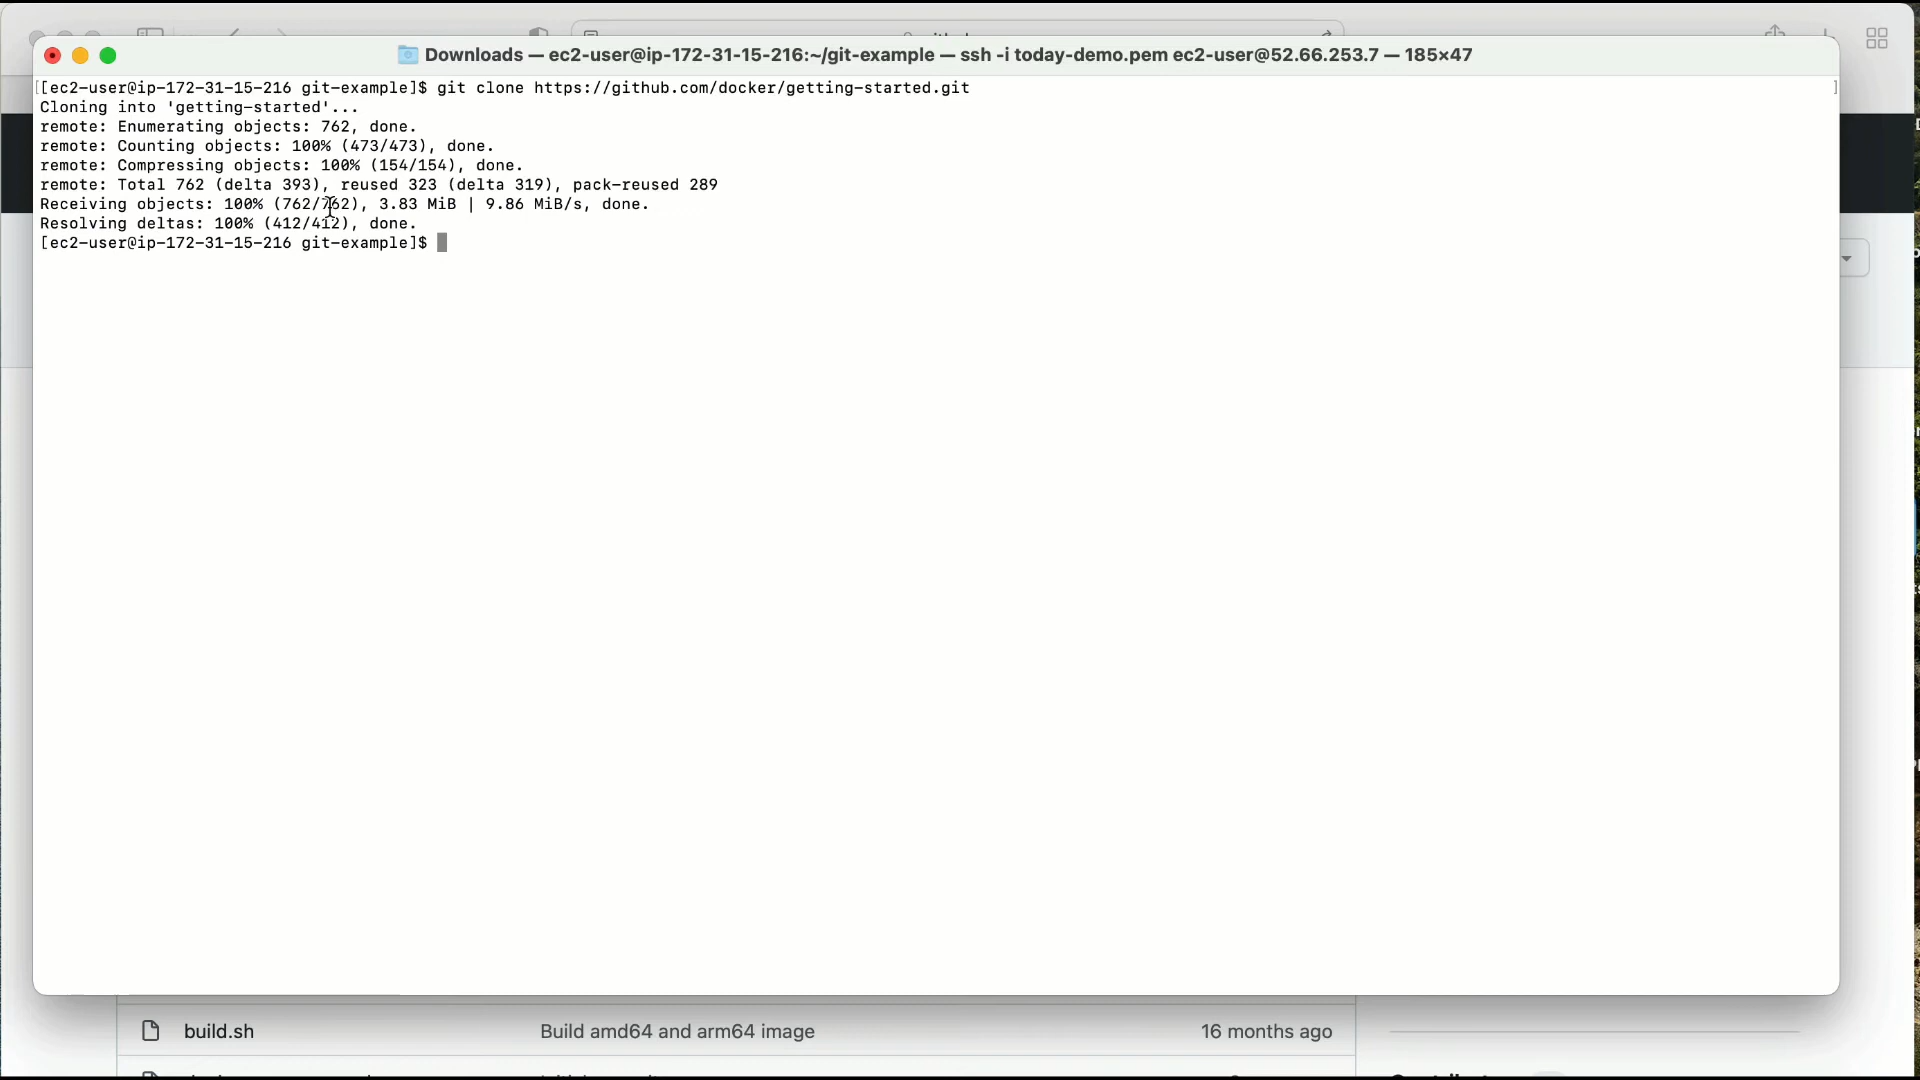 Downloads — ec2-user@ip-172-31-15-216:~/git-example — ssh -i today-demo.pem ec2-user@52.66.253.7 — 185×47
[[ec2-user@ip-172-31-15-216 git-example]$ git clone https://github.com/docker/getting-started.git ]
Cloning into 'getting-started'...
remote: Enumerating objects: 762, done.
remote: Counting objects: 100% (473/473), done.
remote: Compressing objects: 100% (154/154), done.
remote: Total 762 (delta 393), reused 323 (delta 319), pack-reused 289
Receiving objects: 100% (762/762), 3.83 MiB | 9.86 MiB/s, done.
Resolving deltas: 100% (412/412), done.
[ec2-user@ip-172-31-15-216 git-example]$
build.sh Build amd64 and arm64 image 16 months ago